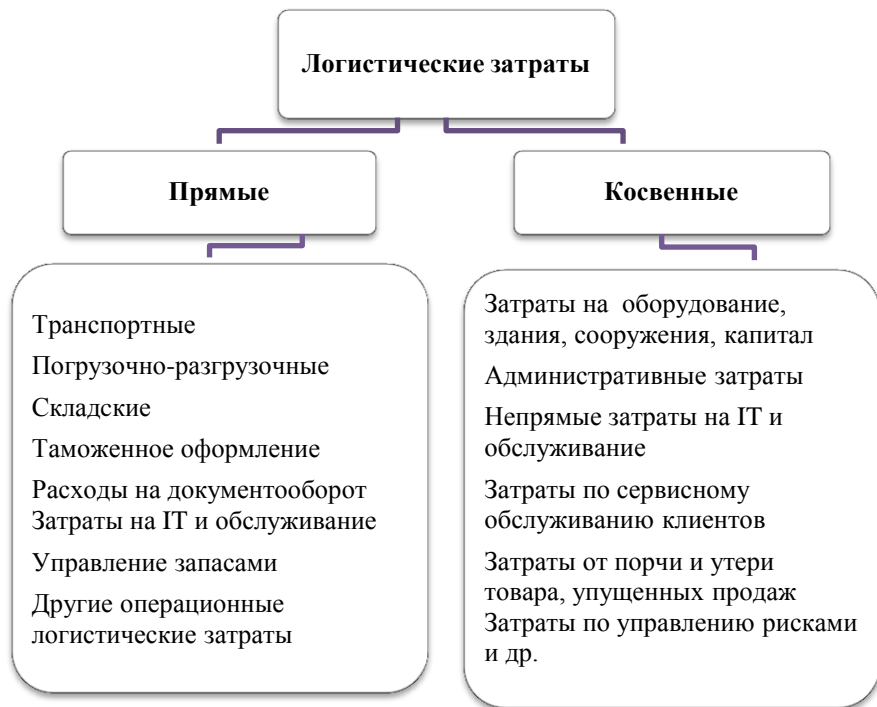 Логистические затраты
Прямые
Косвенные
Транспортные
Погрузочно-разгрузочные
Складские
Таможенное оформление
Расходы на документооборот
Затраты на IT и обслуживание
Управление запасами
Другие операционные
логистические затраты
Затраты на оборудование,
здания, сооружения, капитал
Административные затраты
Непрямые затраты на IT и
обслуживание
Затраты по сервисному
обслуживанию клиентов
Затраты от порчи и утери
товара, упущенных продаж
Затраты по управлению рисками
и др.